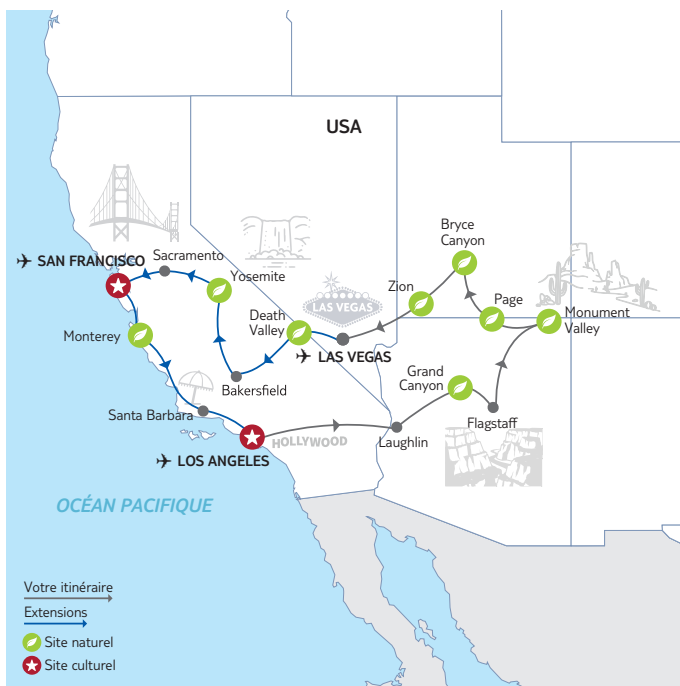 USA
Bryce
Canyon
Sacramento
SAN FRANCISCO
Yosemite
Zion
LAS VEGAS
Page
Monument
Valley
Death
Valley
Monterey
LAS VEGAS
Grand
Canyon
Bakersfield
Santa Barbara
Flagstaff
HOLLYWOOD
Laughlin
LOS ANGELES
OCÉAN PACIFIQUE
Votre itinéraire
Extensions
Site naturel
Site culturel